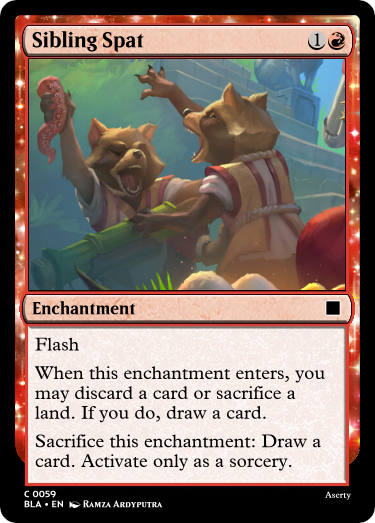 Sibling Spat
1
Enchantment
Flash
When this enchantment enters, you
may discard a card or sacrifice a
land. If you do, draw a card.
Sacrifice this enchantment: Draw a
card. Activate only as a sorcery.
C 0059
BLA • EN Ramza Ardyputra
Aserty